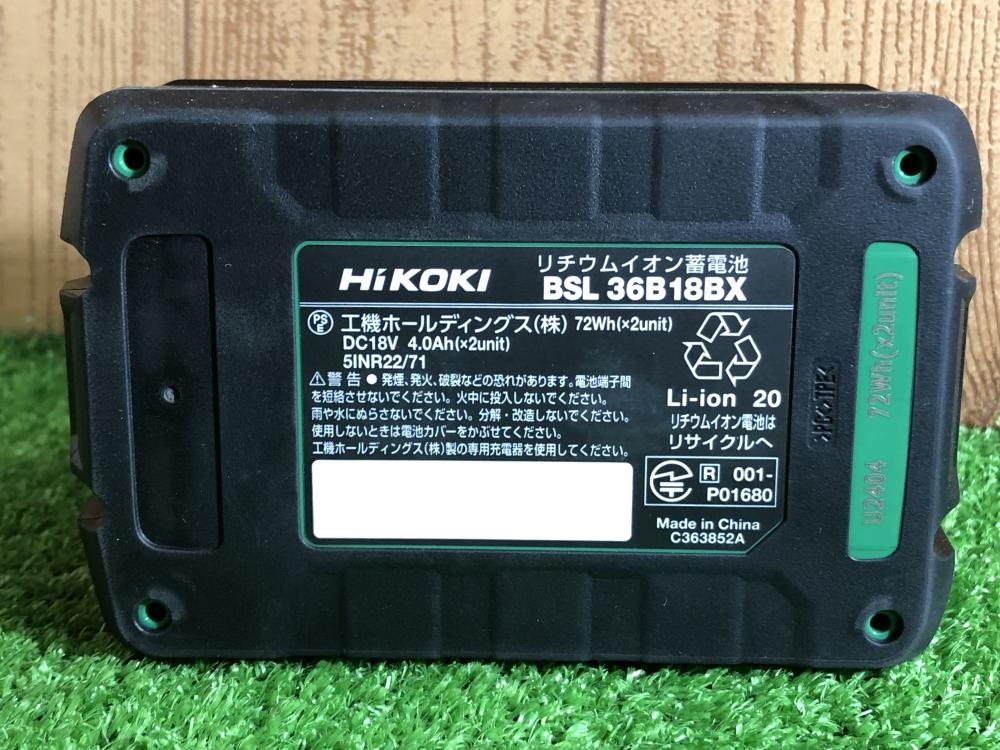 HiKOKI
リチウムイオン蓄電池
BSL 36B18BX
PS E 工機ホールディングス(株) 72Wh(×2unit)
DC18V 4.0Ah(×2unit)
5INR22/71
⚠警告 ● 発煙、発火、破裂などの恐れがあります。電池端子間
を短絡させないでください。火中に投入しないでください。
雨や水にぬらさないでください。分解・改造しないでください。
使用しないときは電池カバーをかぶせてください。
工機ホールディングス(株)製の専用充電器を使用してください。
Li-ion 20
リチウムイオン電池は
リサイクルへ
R 001-
P01680
Made in China
C363852A
U2404 72Wh(x2unit)